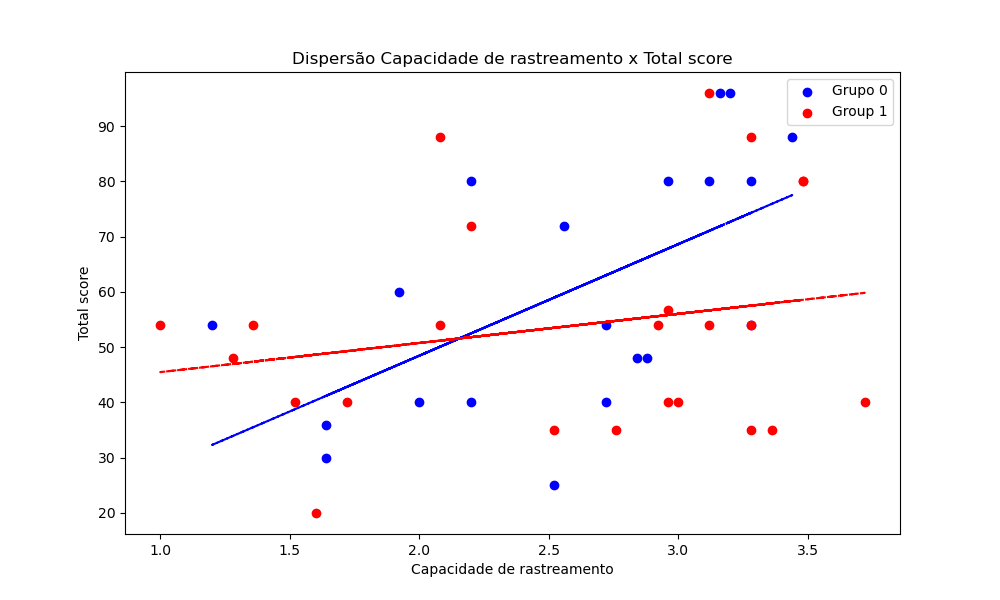 Dispersão Capacidade de rastreamento x Total score
Grupo 0
Group 1
Total score
90
80
70
60
50
40
30
20
1.0 1.5 2.0 2.5 3.0 3.5
Capacidade de rastreamento